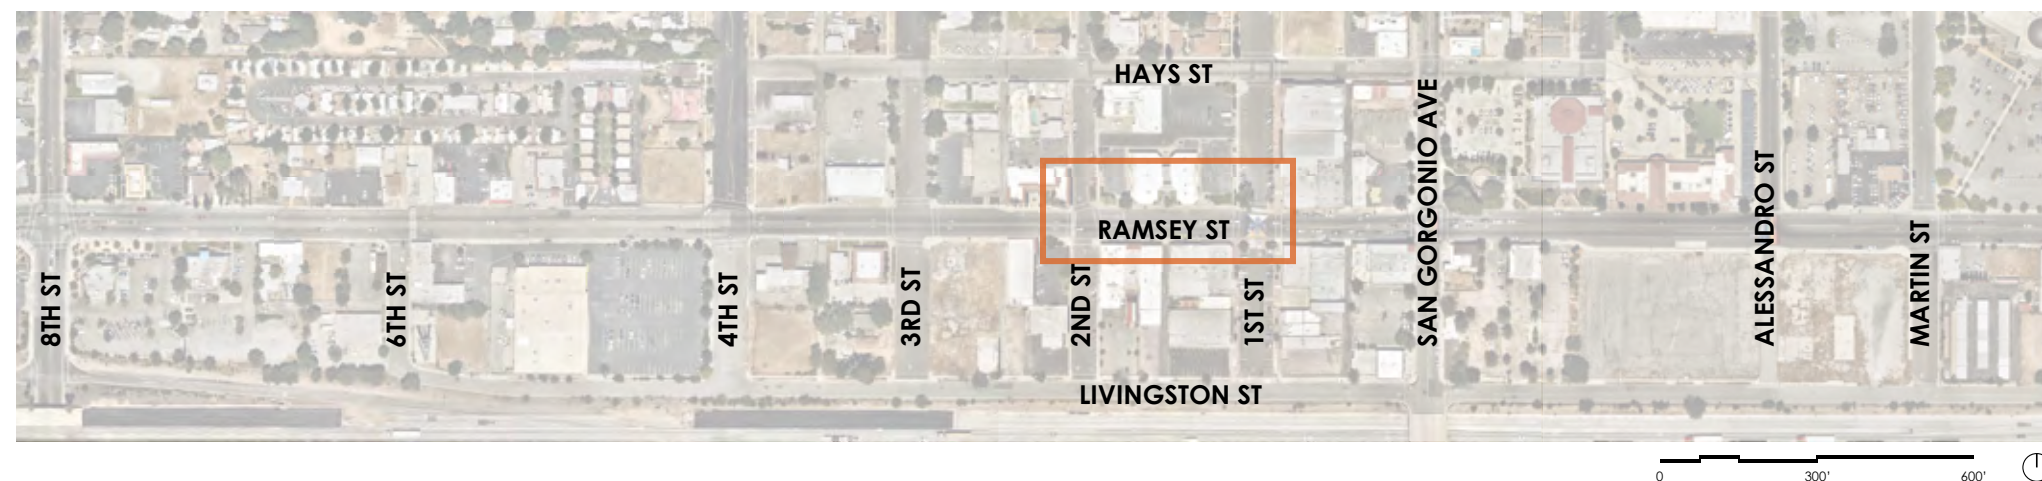 HAYS ST
RAMSEY ST
8TH ST
6TH ST
4TH ST
3RD ST
2ND ST
1ST ST
SAN GORGONIO AVE
ALESSANDRO ST
MARTIN ST
LIVINGSTON ST
0 300' 600'